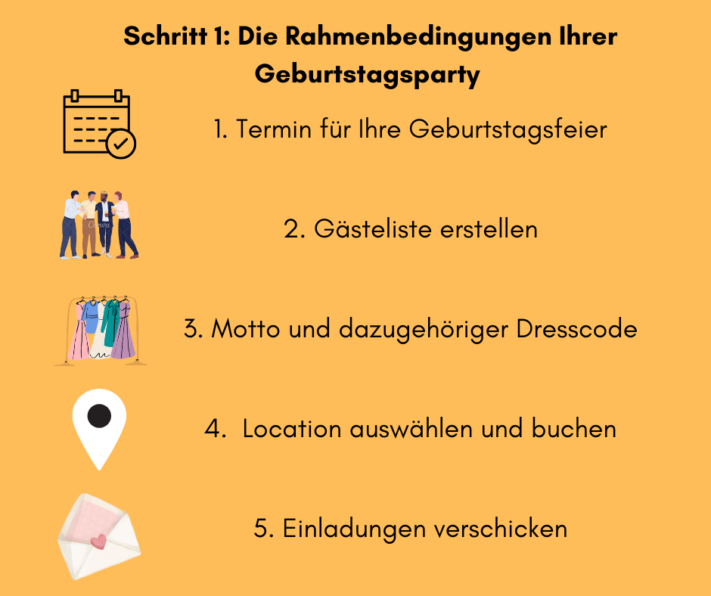 Schritt 1: Die Rahmenbedingungen Ihrer
Geburtstagsparty
1. Termin für Ihre Geburtstagsfeier
2. Gästeliste erstellen
3. Motto und dazugehöriger Dresscode
4. Location auswählen und buchen
5. Einladungen verschicken